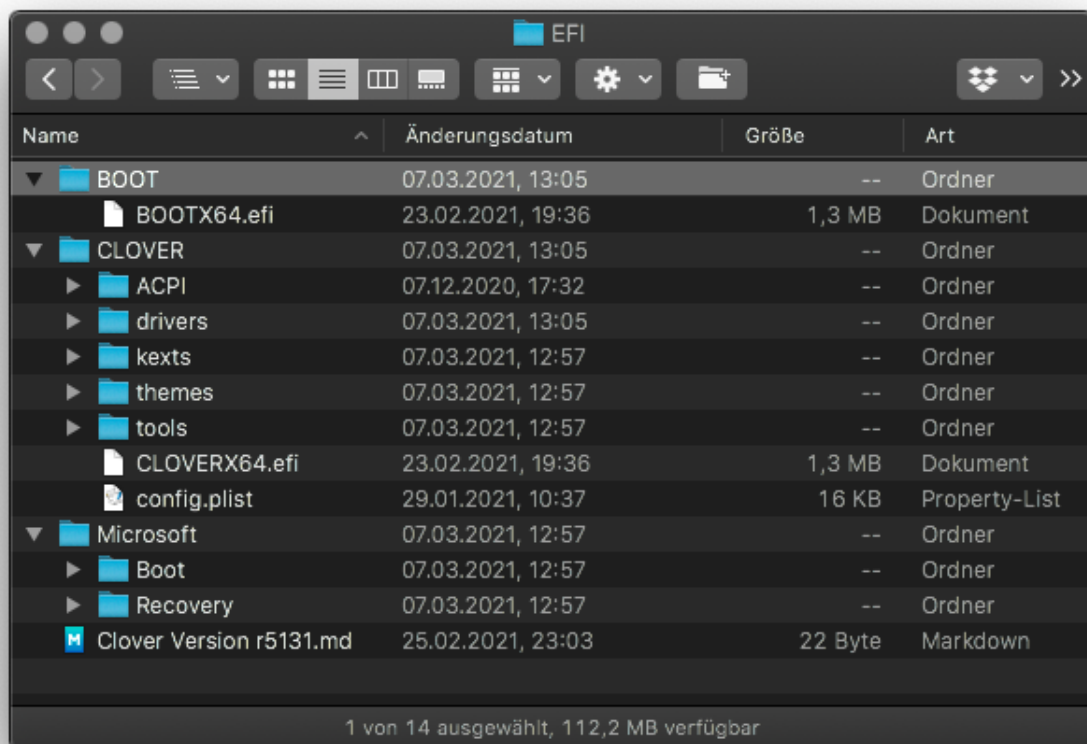 EFI
Name Änderungsdatum Größe Art
BOOT 07.03.2021, 13:05 -- Ordner
BOOTX64.efi 23.02.2021, 19:36 1,3 MB Dokument
CLOVER 07.03.2021, 13:05 -- Ordner
ACPI 07.12.2020, 17:32 -- Ordner
drivers 07.03.2021, 13:05 -- Ordner
kexts 07.03.2021, 12:57 -- Ordner
themes 07.03.2021, 12:57 -- Ordner
tools 07.03.2021, 12:57 -- Ordner
CLOVERX64.efi 23.02.2021, 19:36 1,3 MB Dokument
config.plist 29.01.2021, 10:37 16 KB Property-List
Microsoft 07.03.2021, 12:57 -- Ordner
Boot 07.03.2021, 12:57 -- Ordner
Recovery 07.03.2021, 12:57 -- Ordner
M Clover Version r5131.md 25.02.2021, 23:03 22 Byte Markdown
1 von 14 ausgewählt, 112,2 MB verfügbar